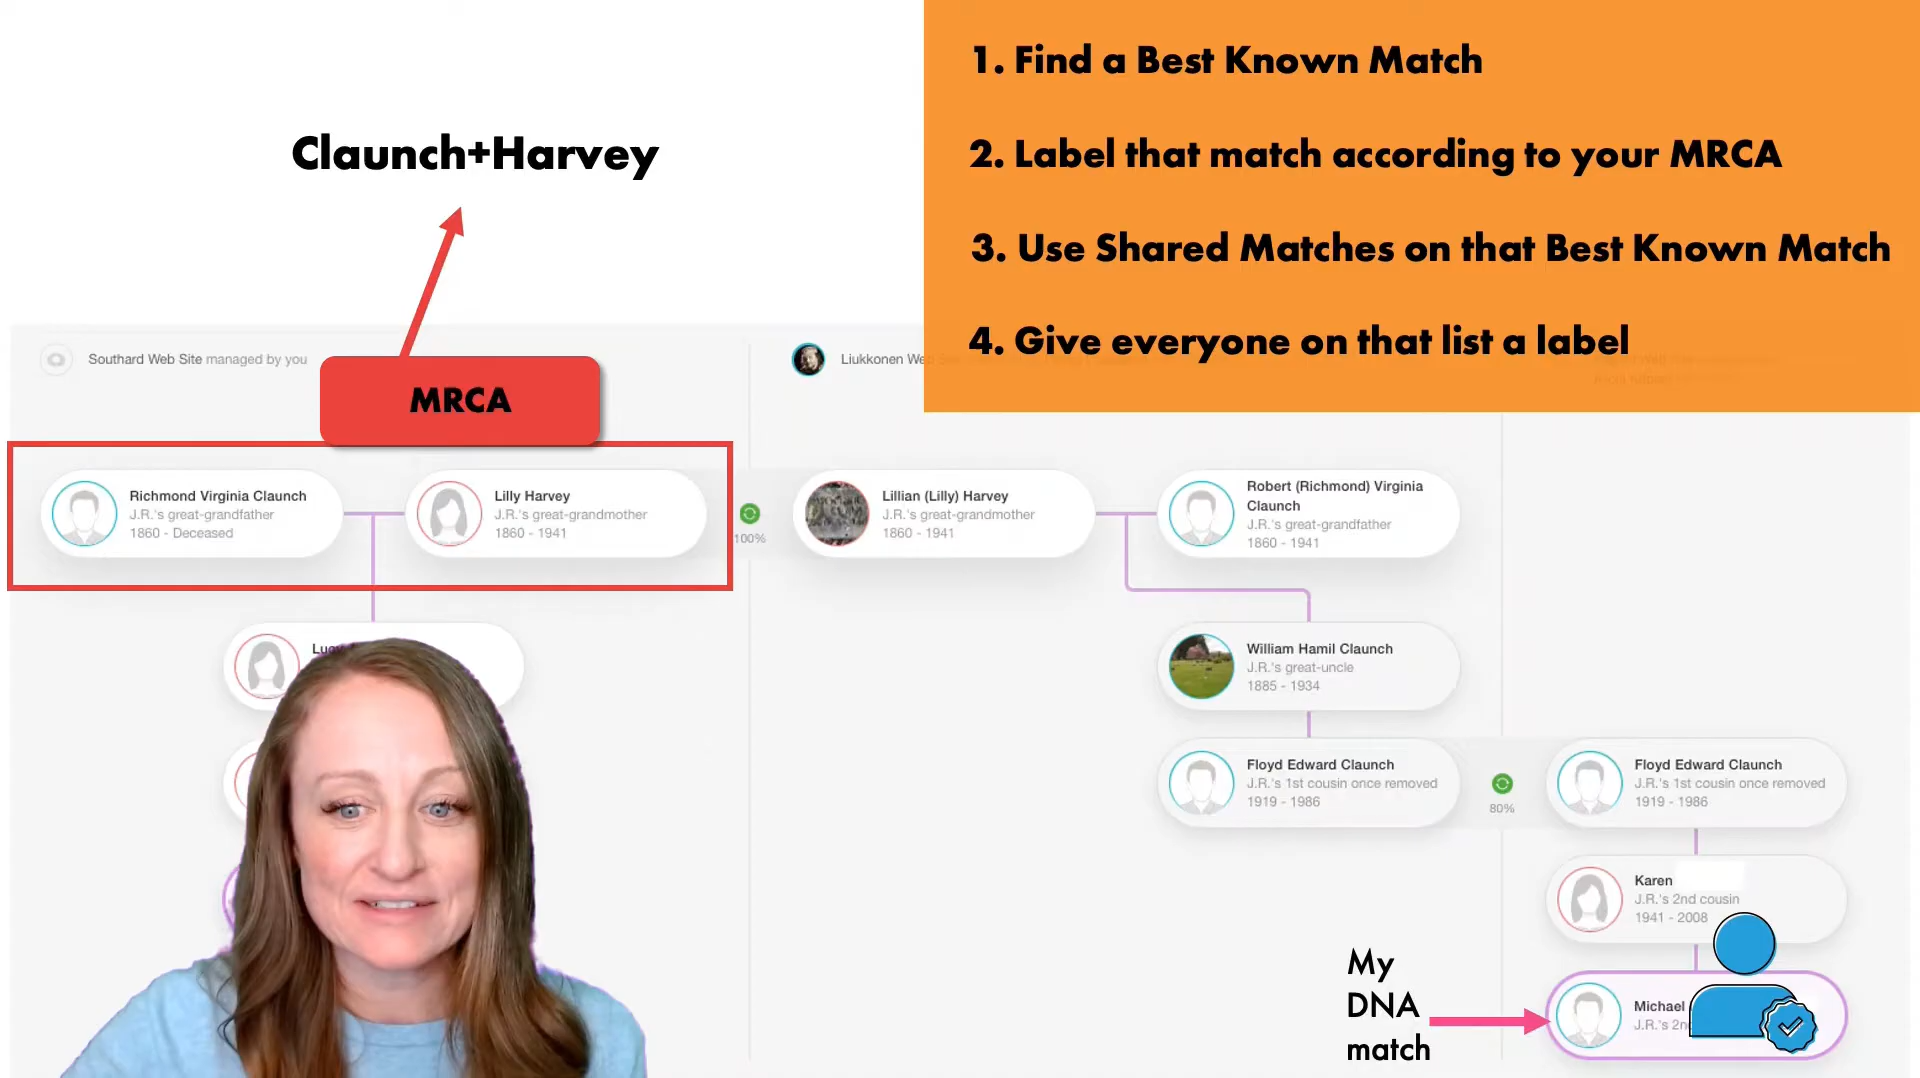 1. Find a Best Known Match
2. Label that match according to your MRCA
3. Use Shared Matches on that Best Known Match
4. Give everyone on that list a label
Claunch+Harvey
MRCA
Southard Web Site managed by you
Liukkonen
Richmond Virginia Claunch
J.R.'s great-grandfather
1860 - Deceased
Lilly Harvey
J.R.'s great-grandmother
1860 - 1941
100%
Lillian (Lilly) Harvey
J.R.'s great-grandmother
1860 - 1941
Robert (Richmond) Virginia
Claunch
J.R.'s great-grandfather
1860 - 1941
William Hamil Claunch
J.R.'s great-uncle
1885 - 1934
Floyd Edward Claunch
J.R.'s 1st cousin once removed
1919 - 1986
80%
Floyd Edward Claunch
J.R.'s 1st cousin once removed
1919 - 1986
Karen
J.R.'s 2nd cousin
1941 - 2008
Michael
J.R.'s
My
DNA
match